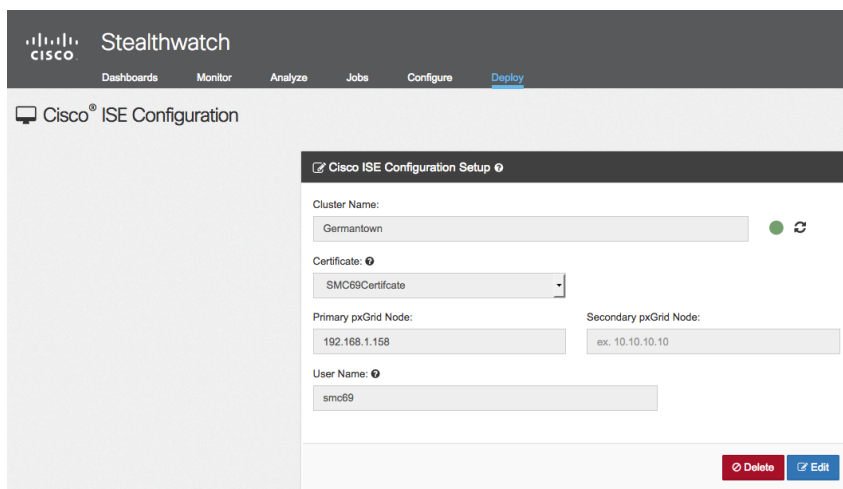 CISCO Stealthwatch
Dashboards Monitor Analyze Jobs Configure Deploy
Cisco® ISE Configuration
Cisco ISE Configuration Setup
Cluster Name:
Germantown
Certificate:
SMC69Certifcate
Primary pxGrid Node: Secondary pxGrid Node:
192.168.1.158 ex. 10.10.10.10
User Name:
smc69
Delete Edit